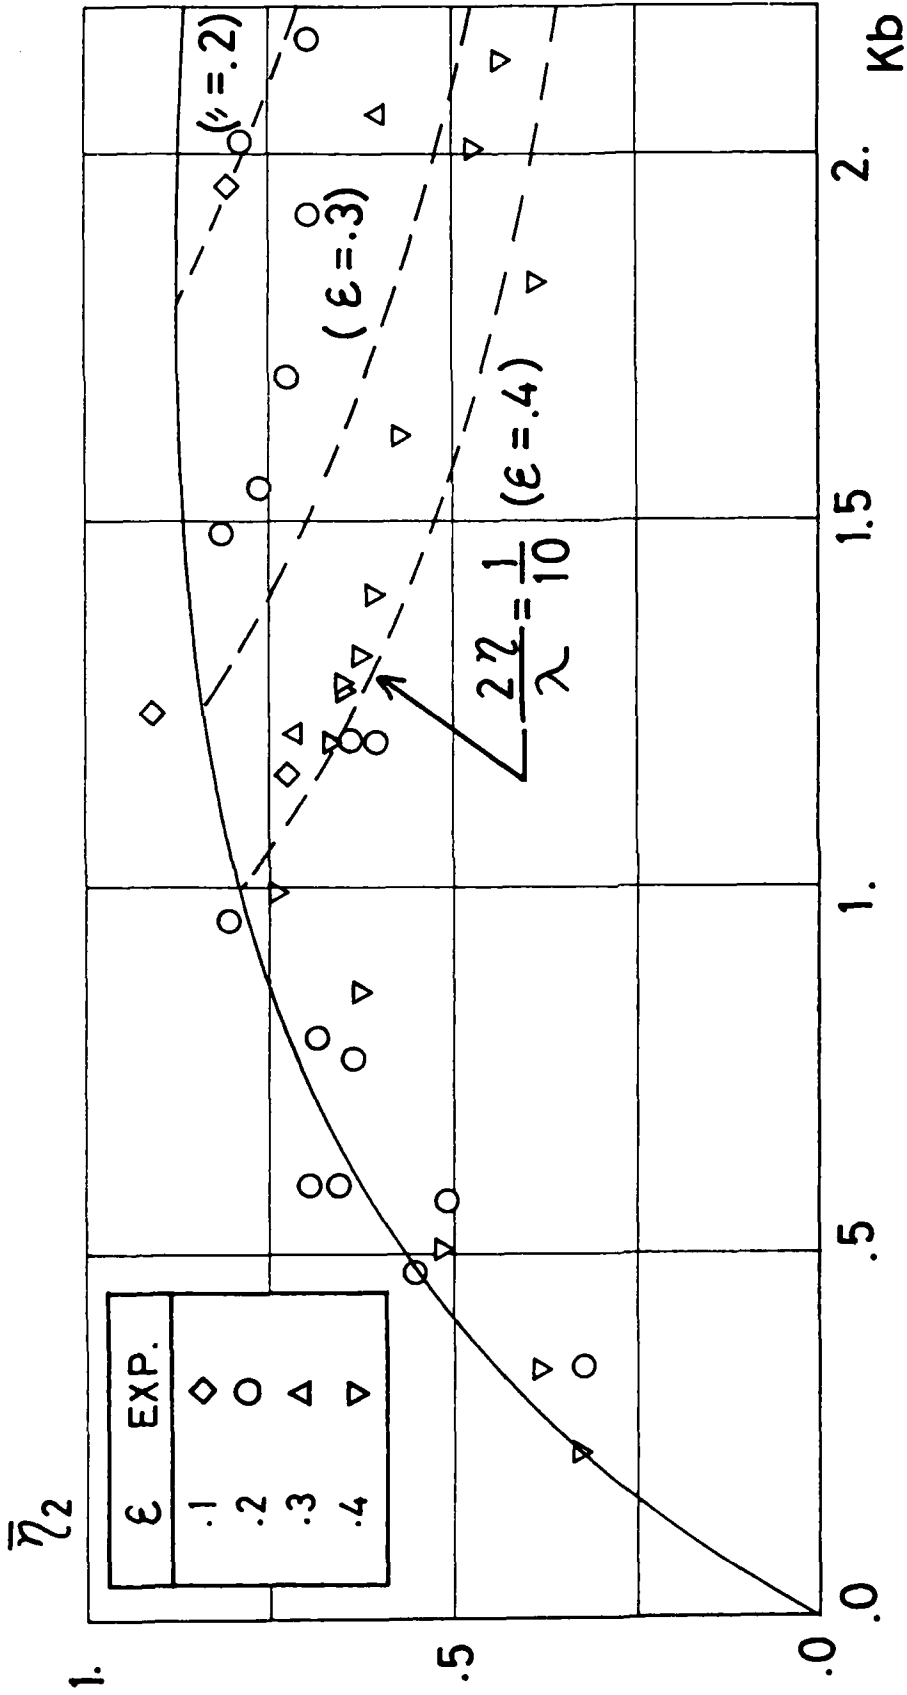 η̅₂
1.
.5
.0
ε EXP.
.1 ◇
.2 ○
.3 △
.4 ▽
(〃=.2)
(ε=.3)
(ε=.4)
2η/λ = 1/10
.0 .5 1. 1.5 2. Kb